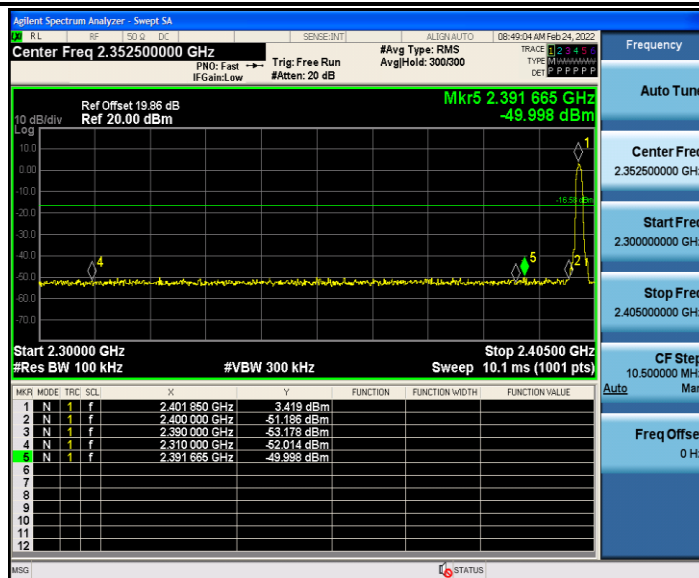 Agilent Spectrum Analyzer - Swept SA
RL RF 50 Ω DC SENSE:INT ALIGN AUTO 08:49:04 AM Feb 24, 2022
Center Freq 2.352500000 GHz
PNO: Fast
IFGain:Low
Trig: Free Run
#Atten: 20 dB
#Avg Type: RMS
Avg|Hold: 300/300
TRACE 1 2 3 4 5 6
TYPE M
DET P P P P P P
Ref Offset 19.86 dB
10 dB/div Ref 20.00 dBm
Log
Mkr5 2.391 665 GHz
-49.998 dBm
10.0
0.00
-10.0
-20.0
-30.0
-40.0
-50.0
-60.0
-70.0
1
4
5
2
Start 2.30000 GHz Stop 2.40500 GHz
#Res BW 100 kHz #VBW 300 kHz Sweep 10.1 ms (1001 pts)
MKR MODE TRC SCL X Y FUNCTION FUNCTION WIDTH FUNCTION VALUE
1 N 1 f 2.401 850 GHz 3.419 dBm
2 N 1 f 2.400 000 GHz -51.186 dBm
3 N 1 f 2.390 000 GHz -53.178 dBm
4 N 1 f 2.310 000 GHz -52.014 dBm
5 N 1 f 2.391 665 GHz -49.998 dBm
6
7
8
9
10
11
12
MSG STATUS
Frequency
Auto Tune
Center Freq
2.352500000 GHz
Start Freq
2.300000000 GHz
Stop Freq
2.405000000 GHz
CF Step
10.500000 MHz
Auto Man
Freq Offset
0 Hz